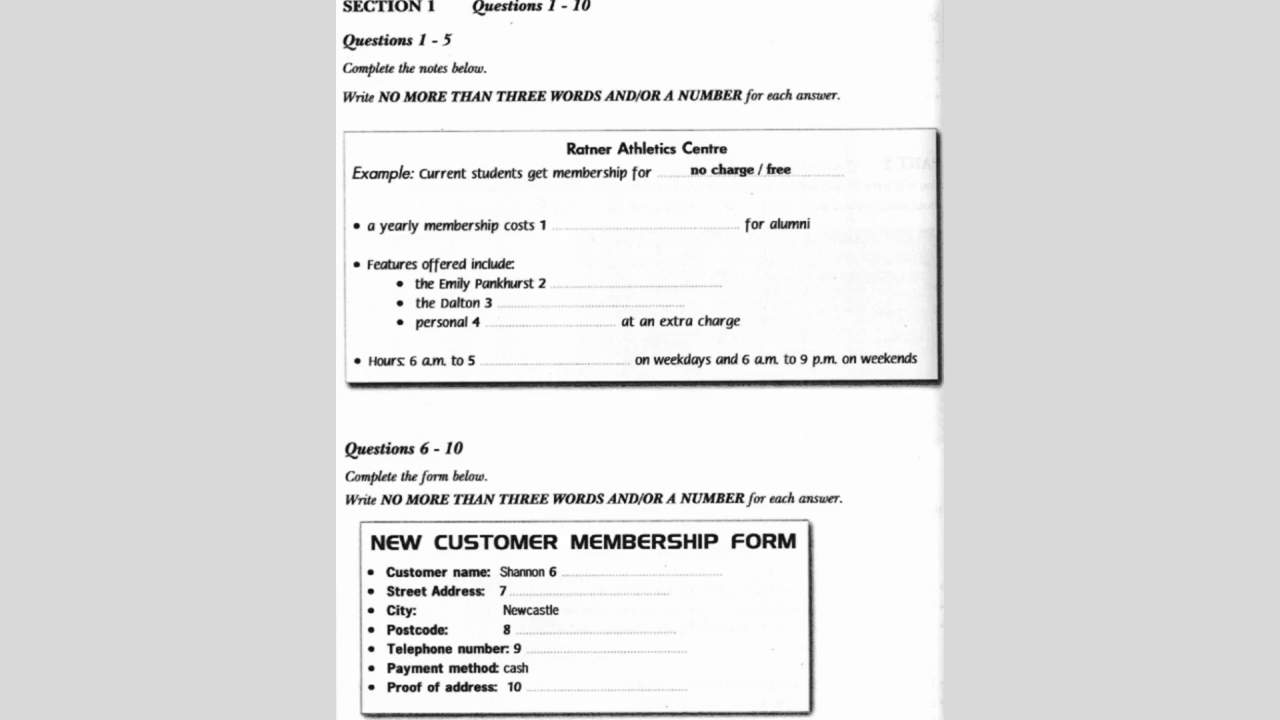 SECTION 1 Questions 1 - 10
Questions 1 - 5
Complete the notes below.
Write NO MORE THAN THREE WORDS AND/OR A NUMBER for each answer.
Ratner Athletics Centre
Example: Current students get membership for no charge / free
• a yearly membership costs 1 for alumni
• Features offered include:
• the Emily Pankhurst 2
• the Dalton 3
• personal 4 at an extra charge
• Hours: 6 a.m. to 5 on weekdays and 6 a.m. to 9 p.m. on weekends
Questions 6 - 10
Complete the form below.
Write NO MORE THAN THREE WORDS AND/OR A NUMBER for each answer.
NEW CUSTOMER MEMBERSHIP FORM
• Customer name: Shannon 6
• Street Address: 7
• City: Newcastle
• Postcode: 8
• Telephone number: 9
• Payment method: cash
• Proof of address: 10